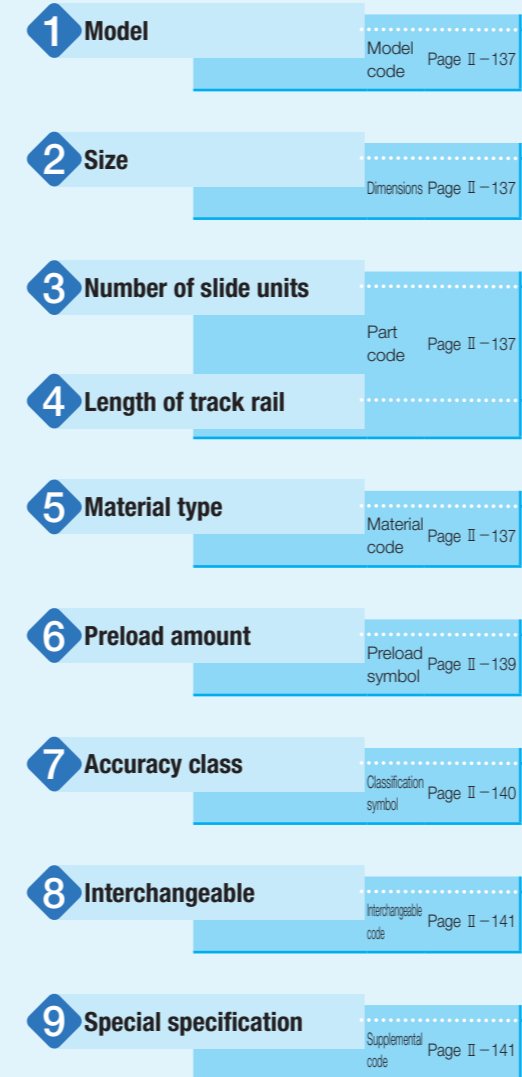 1 Model
Model
code
Page Ⅱ－137
2 Size
Dimensions Page Ⅱ－137
3 Number of slide units
Part
code
Page Ⅱ－137
4 Length of track rail
5 Material type
Material
code
Page Ⅱ－137
6 Preload amount
Preload
symbol
Page Ⅱ－139
7 Accuracy class
Classification
symbol
Page Ⅱ－140
8 Interchangeable
Interchangeable
code
Page Ⅱ－141
9 Special specification
Supplemental
code
Page Ⅱ－141